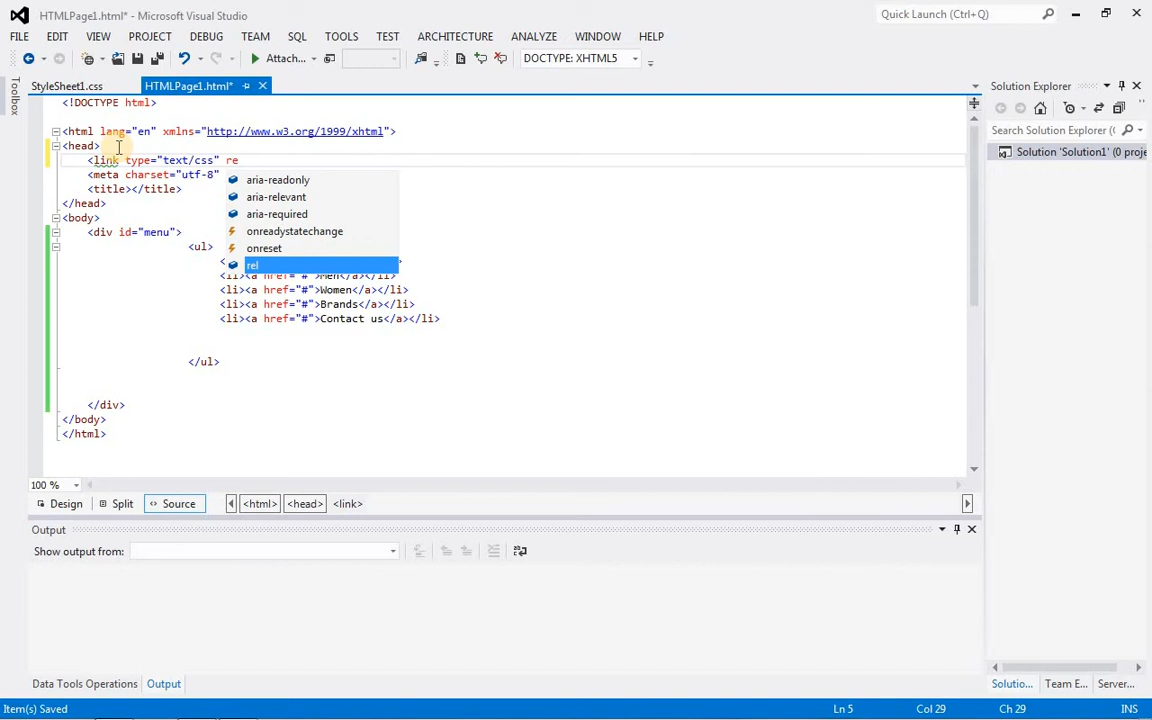 HTMLPage1.html* - Microsoft Visual Studio
Quick Launch (Ctrl+Q)
FILE EDIT VIEW PROJECT DEBUG TEAM SQL TOOLS TEST ARCHITECTURE ANALYZE WINDOW HELP
Attach... DOCTYPE: XHTML5
Toolbox
StyleSheet1.css HTMLPage1.html*
<!DOCTYPE html>
<html lang="en" xmlns="http://www.w3.org/1999/xhtml">
<head>
<link type="text/css" re
<meta charset="utf-8"
<title></title>
</head>
<body>
<div id="menu">
<ul>
aria-readonly
aria-relevant
aria-required
onreadystatechange
onreset
rel
<li><a href="#">Men</a></li>
<li><a href="#">Women</a></li>
<li><a href="#">Brands</a></li>
<li><a href="#">Contact us</a></li>
</ul>
</div>
</body>
</html>
100 %
Design Split Source <html> <head> <link>
Output
Show output from:
Data Tools Operations Output
Solution Explorer
Search Solution Explorer
Solution 'Solution1' (0 proje
Solutio... Team E... Server...
Item(s) Saved Ln 5 Col 29 Ch 29 INS